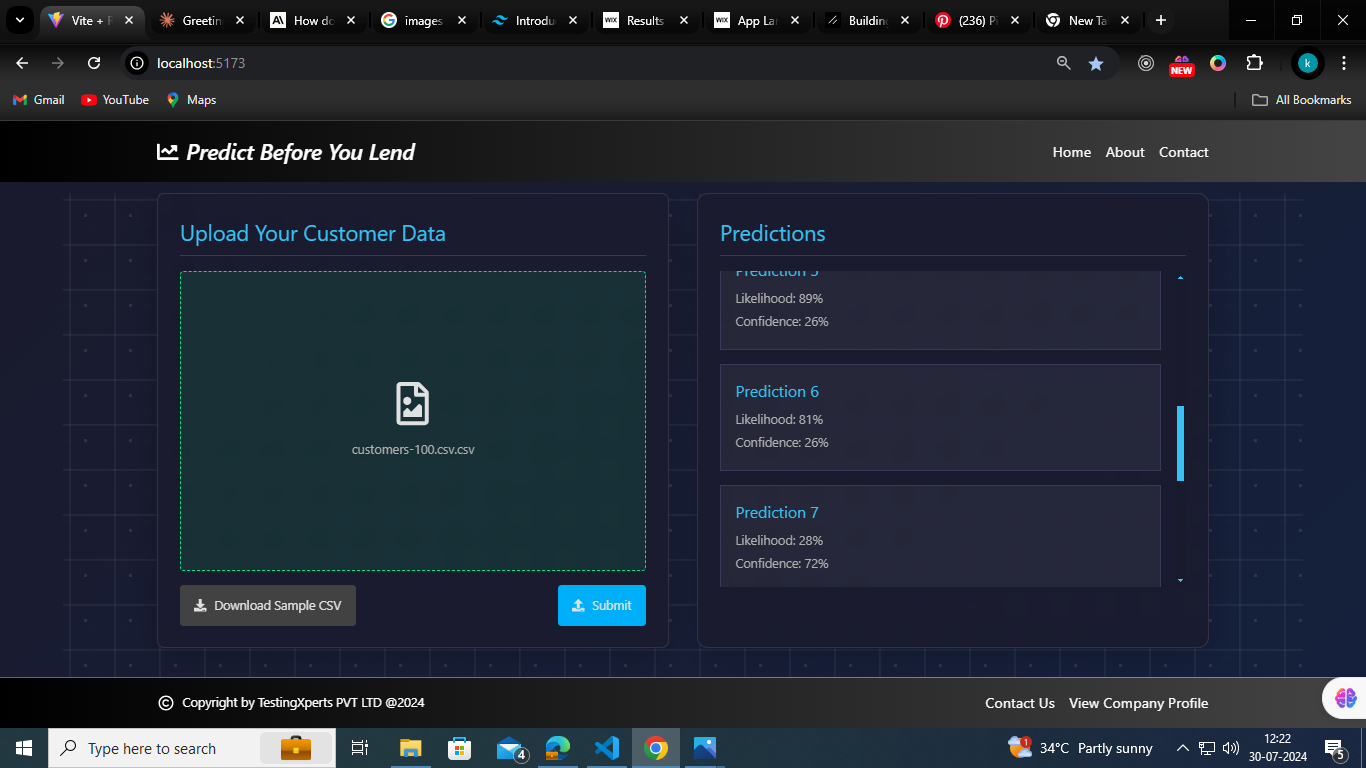 Vite + F
Greetin
How do
images
Introdu
Results
App Lar
Building
(236) Pi
New Ta
localhost:5173
NEW
k
Gmail
YouTube
Maps
All Bookmarks
Predict Before You Lend
Home
About
Contact
Upload Your Customer Data
customers-100.csv.csv
Download Sample CSV
Submit
Predictions
Prediction 5
Likelihood: 89%
Confidence: 26%
Prediction 6
Likelihood: 81%
Confidence: 26%
Prediction 7
Likelihood: 28%
Confidence: 72%
© Copyright by TestingXperts PVT LTD @2024
Contact Us
View Company Profile
Type here to search
4
1
34°C Partly sunny
12:22
30-07-2024
5